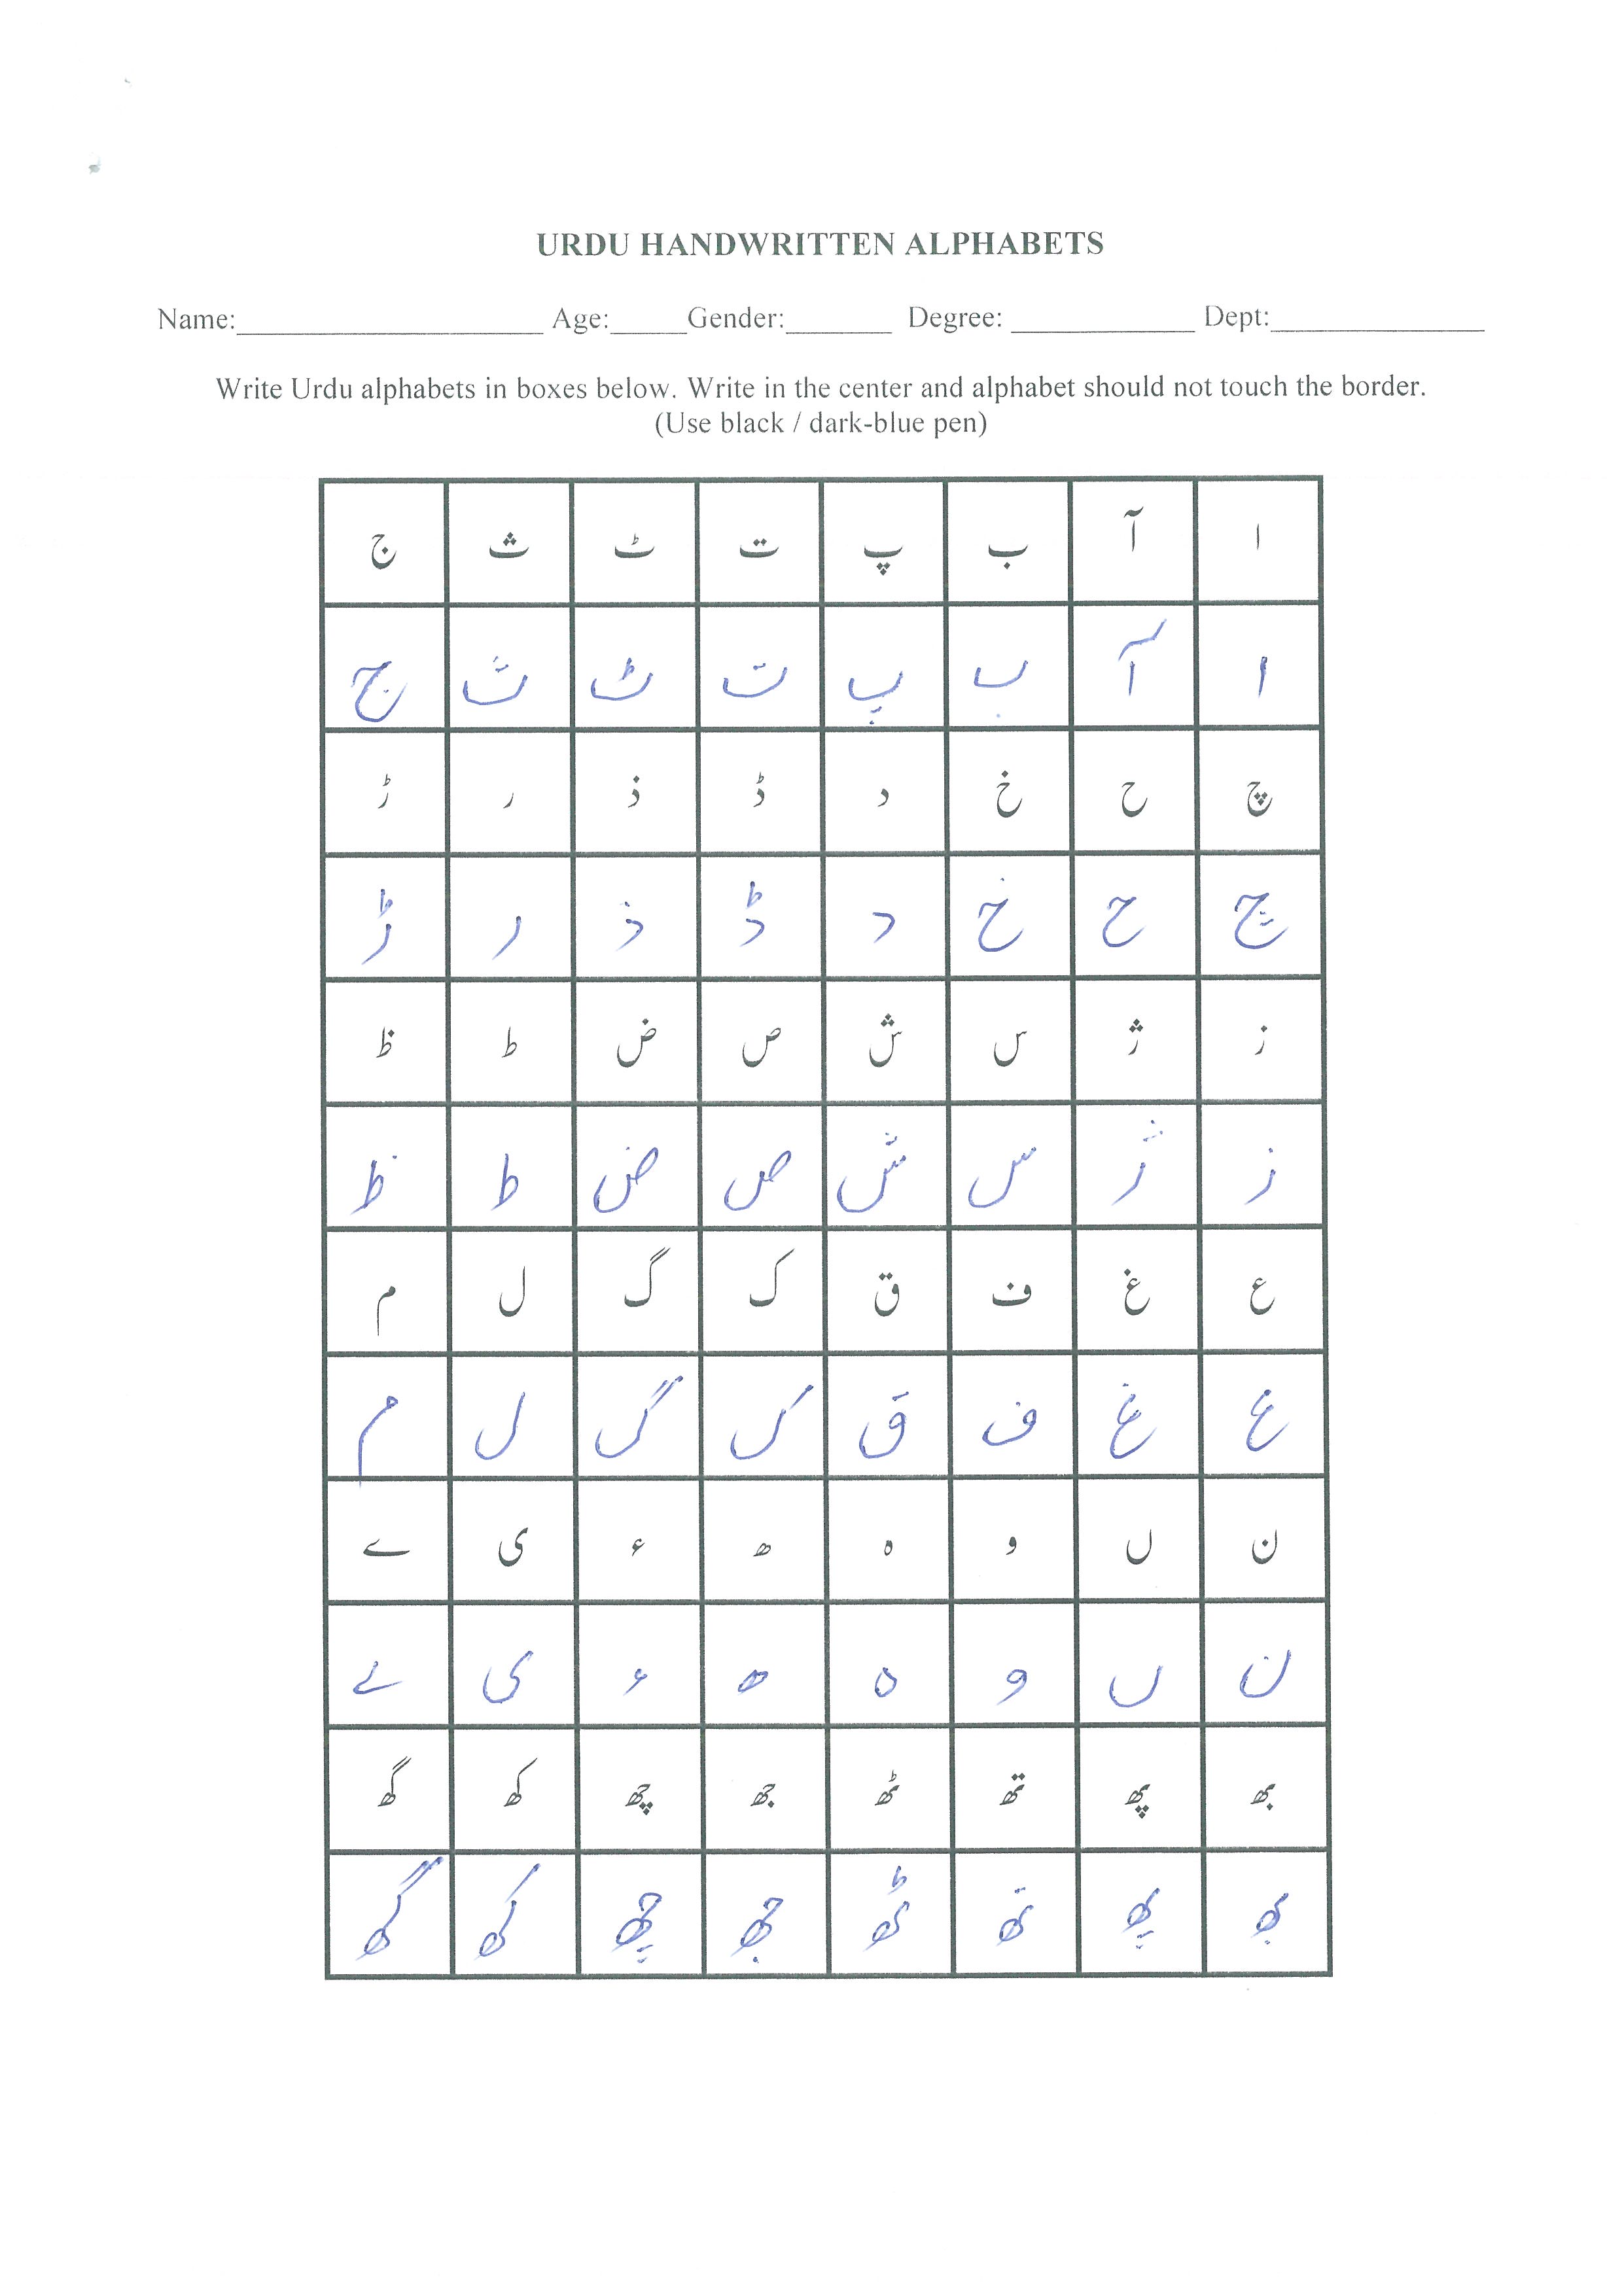 URDU HANDWRITTEN ALPHABETS
Name:____________________ Age:_____Gender:_______ Degree: ____________ Dept:______________
Write Urdu alphabets in boxes below. Write in the center and alphabet should not touch the border.
(Use black / dark-blue pen)
ا آ ب پ ت ٹ ث ج
ا آ ب پ ت ٹ ث ج
چ ح خ د ڈ ذ ر ڑ
چ ح خ د ڈ ذ ر ڑ
ز ژ س ش ص ض ط ظ
ز ژ س ش ص ض ط ظ
ع غ ف ق ک گ ل م
ع غ ف ق ک گ ل م
ن ں و ہ ھ ء ی ے
ن ں و ہ ھ ء ی ے
بھ پھ تھ ٹھ جھ چھ کھ گھ
بھ پھ تھ ٹھ جھ چھ کھ گھ